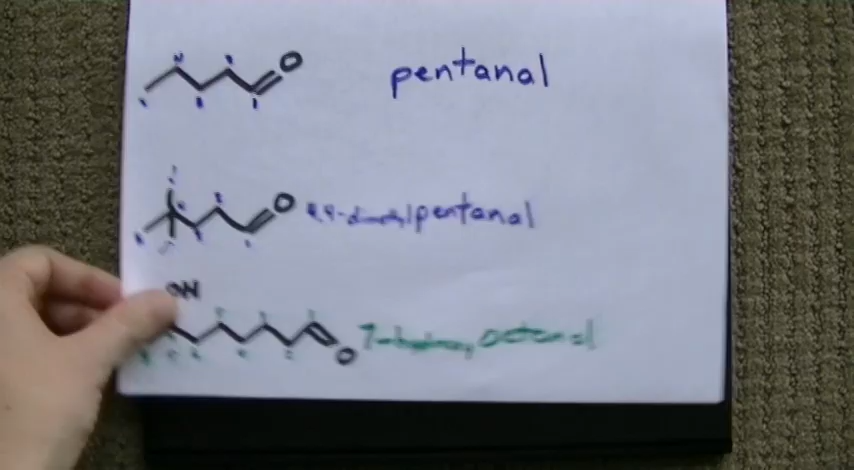 O pentanal
O 4,4-dimethylpentanal
OH
7-hydroxy octanal
O